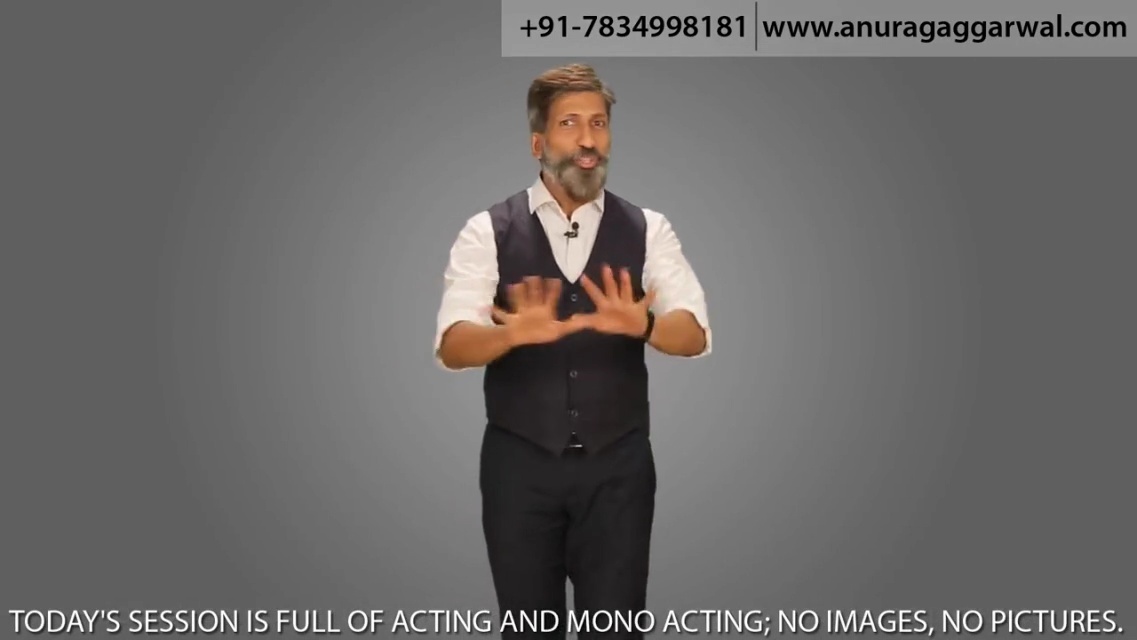 +91-7834998181 | www.anuragaggarwal.com
TODAY'S SESSION IS FULL OF ACTING AND MONO ACTING; NO IMAGES, NO PICTURES.